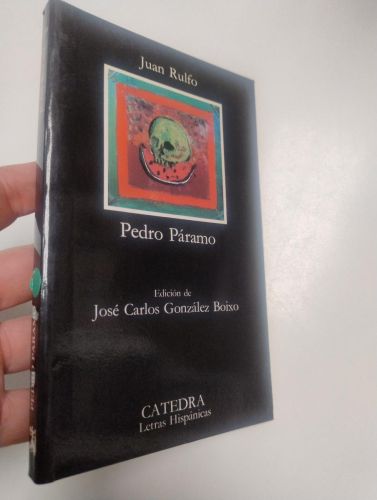 Juan Rulfo
Pedro Páramo
Edición de
José Carlos González Boixo
CATEDRA
Letras Hispánicas